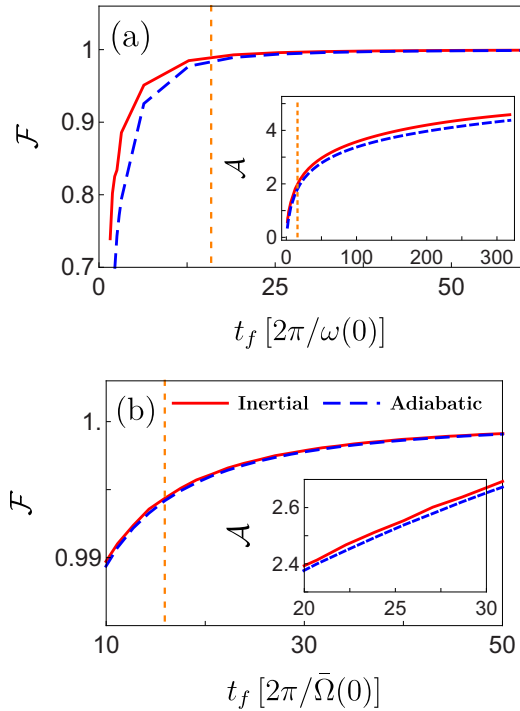 (a)
1
0.9
0.8
0.7
ℱ
0 25 50
t_f [2π/ω(0)]
𝒜
4
2
0
0 100 200 300
(b)
Inertial Adiabatic
1.
0.99
ℱ
10 30 50
t_f [2π/Ω̄(0)]
𝒜
2.6
2.4
20 25 30